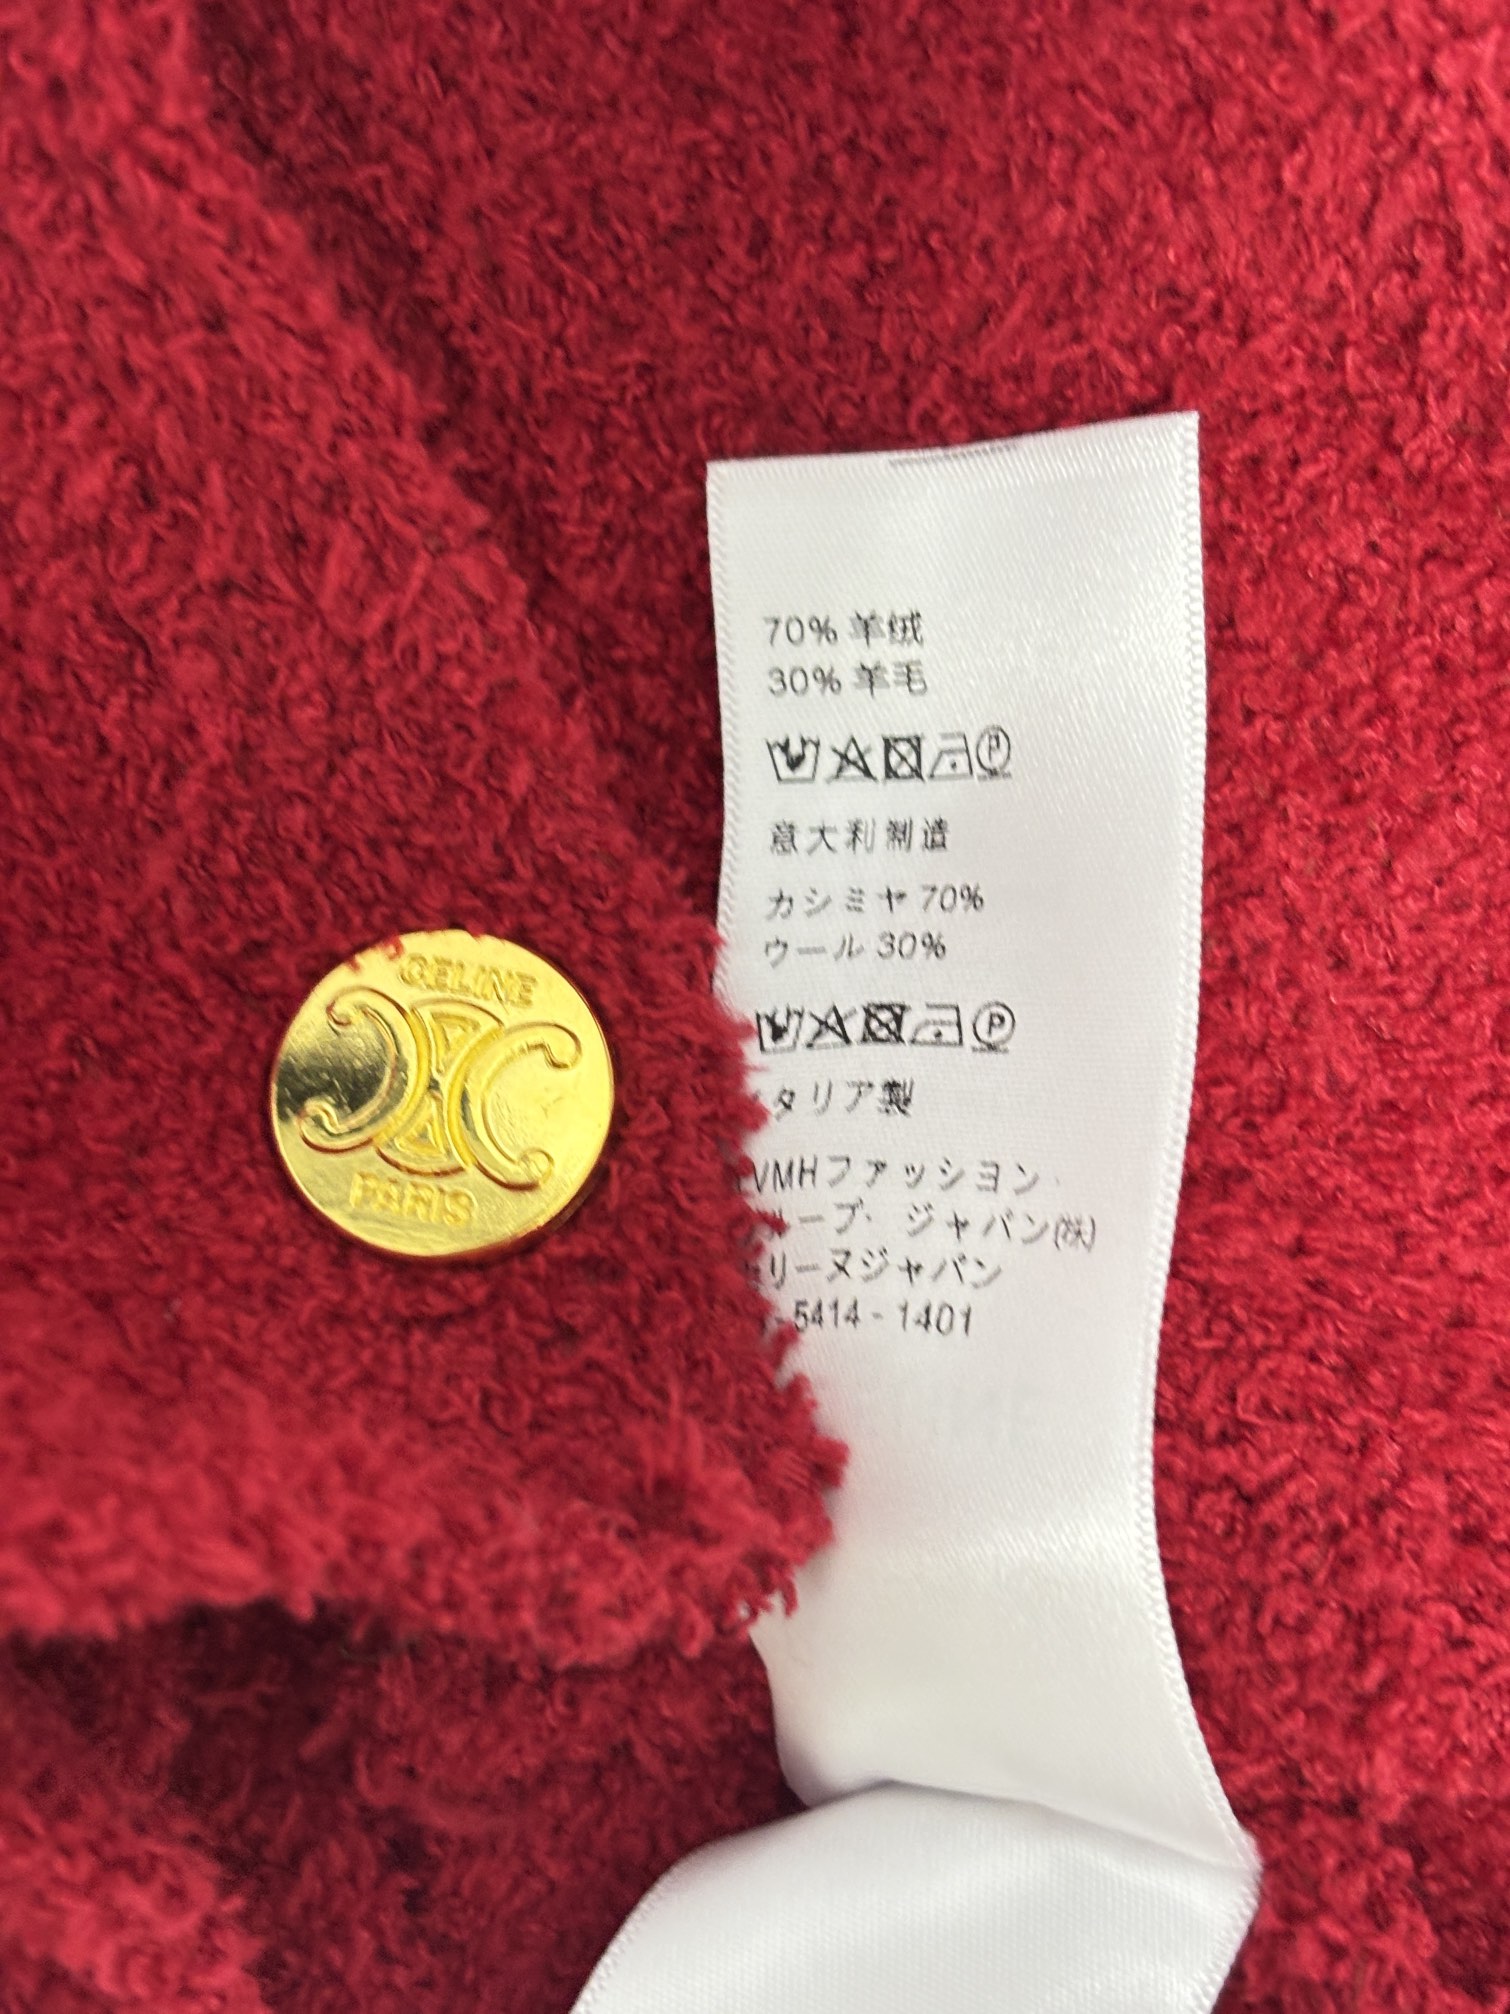 CELINE
PARIS
70% 羊绒
30% 羊毛
P
意大利制造
カシミヤ 70%
ウール 30%
P
タリア製
VMHファッション・
ープ・ジャパン(株)
リーヌジャパン
-5414-1401